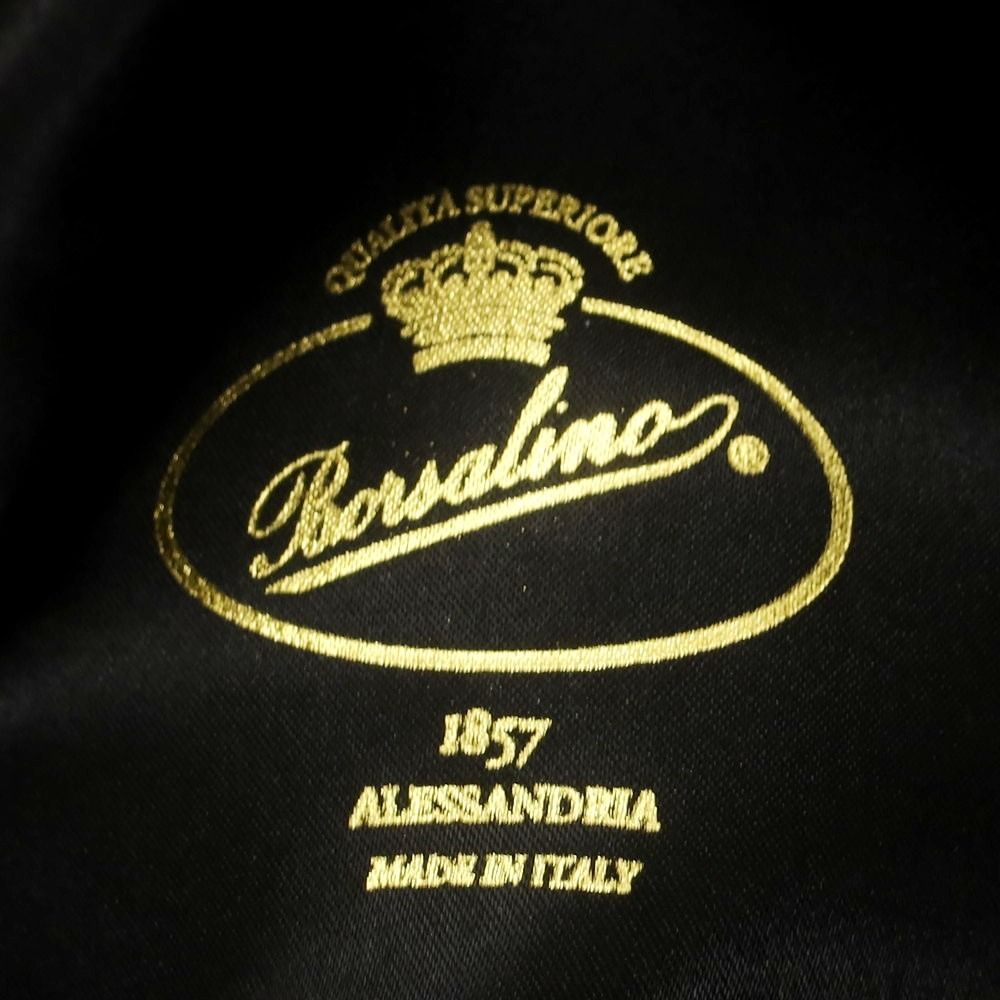 QUALITA SUPERIORE
Borsalino®
1857
ALESSANDRIA
MADE IN ITALY